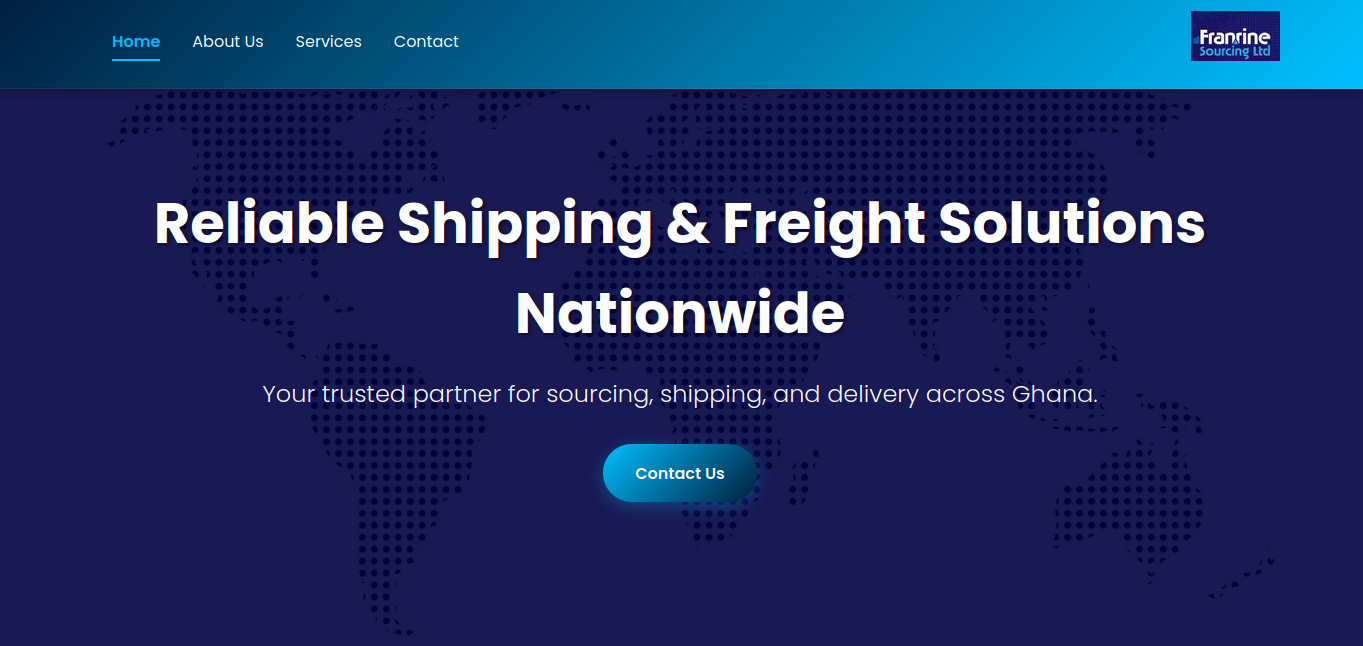 Home About Us Services Contact
Franrine
Sourcing Ltd
Reliable Shipping & Freight Solutions
Nationwide
Your trusted partner for sourcing, shipping, and delivery across Ghana.
Contact Us